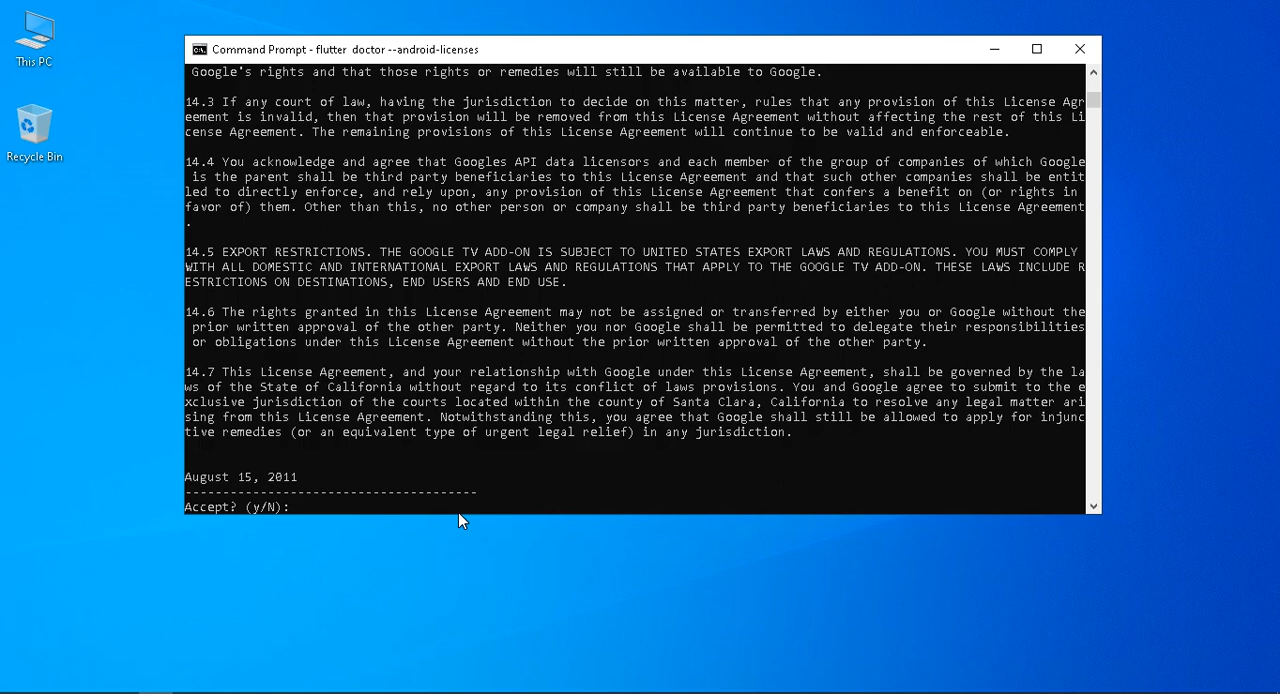 This PC
Recycle Bin
Command Prompt - flutter  doctor --android-licenses
 Google's rights and that those rights or remedies will still be available to Google.
14.3 If any court of law, having the jurisdiction to decide on this matter, rules that any provision of this License Agr
eement is invalid, then that provision will be removed from this License Agreement without affecting the rest of this Li
cense Agreement. The remaining provisions of this License Agreement will continue to be valid and enforceable.
14.4 You acknowledge and agree that Googles API data licensors and each member of the group of companies of which Google
 is the parent shall be third party beneficiaries to this License Agreement and that such other companies shall be entit
led to directly enforce, and rely upon, any provision of this License Agreement that confers a benefit on (or rights in
favor of) them. Other than this, no other person or company shall be third party beneficiaries to this License Agreement
.
14.5 EXPORT RESTRICTIONS. THE GOOGLE TV ADD-ON IS SUBJECT TO UNITED STATES EXPORT LAWS AND REGULATIONS. YOU MUST COMPLY
WITH ALL DOMESTIC AND INTERNATIONAL EXPORT LAWS AND REGULATIONS THAT APPLY TO THE GOOGLE TV ADD-ON. THESE LAWS INCLUDE R
ESTRICTIONS ON DESTINATIONS, END USERS AND END USE.
14.6 The rights granted in this License Agreement may not be assigned or transferred by either you or Google without the
 prior written approval of the other party. Neither you nor Google shall be permitted to delegate their responsibilities
 or obligations under this License Agreement without the prior written approval of the other party.
14.7 This License Agreement, and your relationship with Google under this License Agreement, shall be governed by the la
ws of the State of California without regard to its conflict of laws provisions. You and Google agree to submit to the e
xclusive jurisdiction of the courts located within the county of Santa Clara, California to resolve any legal matter ari
sing from this License Agreement. Notwithstanding this, you agree that Google shall still be allowed to apply for injunc
tive remedies (or an equivalent type of urgent legal relief) in any jurisdiction.
August 15, 2011
---------------------------------------
Accept? (y/N):